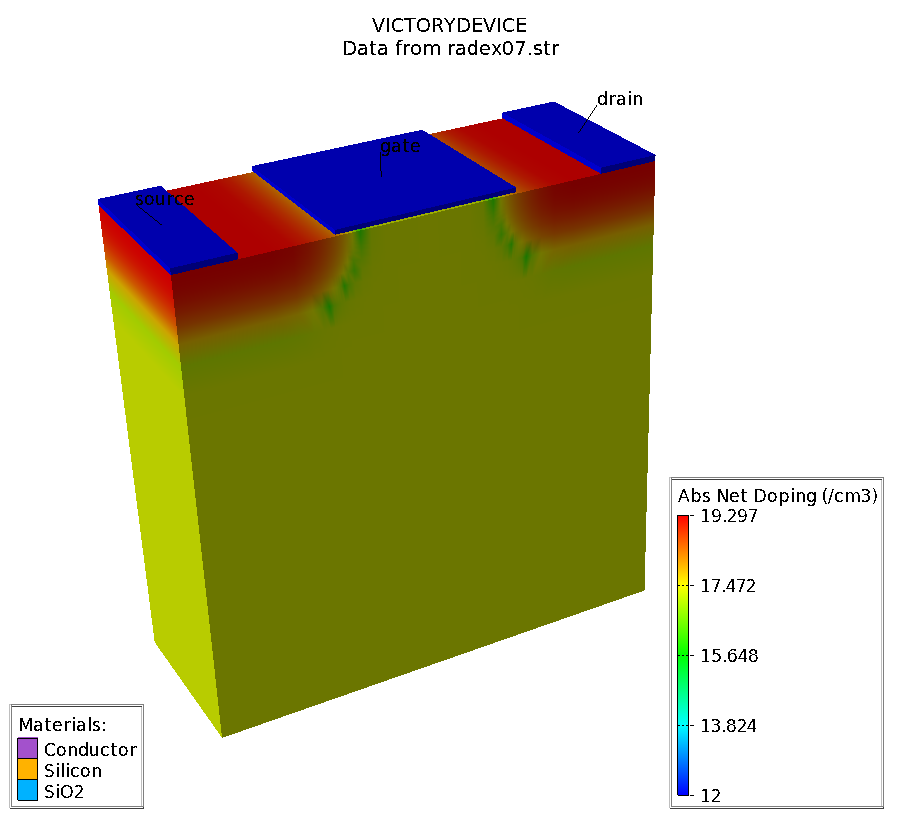 VICTORYDEVICE
Data from radex07.str
drain
gate
source
Abs Net Doping (/cm3)
19.297
17.472
15.648
13.824
12
Materials:
Conductor
Silicon
SiO2